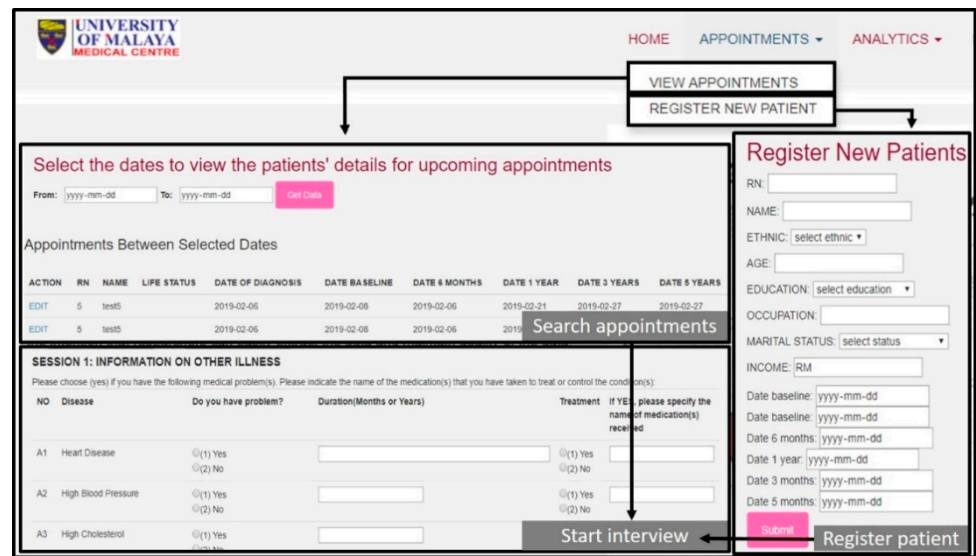 UNIVERSITY
OF MALAYA
MEDICAL CENTRE
HOME APPOINTMENTS ANALYTICS
VIEW APPOINTMENTS
REGISTER NEW PATIENT
Select the dates to view the patients' details for upcoming appointments
From: yyyy-mm-dd To: yyyy-mm-dd Get Data
Appointments Between Selected Dates
ACTION RN NAME LIFE STATUS DATE OF DIAGNOSIS DATE BASELINE DATE 6 MONTHS DATE 1 YEAR DATE 3 YEARS DATE 5 YEARS
EDIT 5 test5 2019-02-06 2019-02-08 2019-02-06 2019-02-21 2019-02-27 2019-02-27
EDIT 5 test5 2019-02-06 2019-02-08 2019-02-06
Search appointments
SESSION 1: INFORMATION ON OTHER ILLNESS
Please choose (yes) if you have the following medical problem(s). Please indicate the name of the medication(s) that you have taken to treat or control the condition(s):
NO Disease Do you have problem? Duration(Months or Years) Treatment If YES, please specify the
name of medication(s)
received
A1 Heart Disease (1) Yes (1) Yes
(2) No (2) No
A2 High Blood Pressure (1) Yes (1) Yes
(2) No (2) No
A3 High Cholesterol (1) Yes
(2) No
Start interview
Register New Patients
RN:
NAME:
ETHNIC: select ethnic
AGE:
EDUCATION: select education
OCCUPATION:
MARITAL STATUS: select status
INCOME: RM
Date baseline: yyyy-mm-dd
Date baseline: yyyy-mm-dd
Date 6 months: yyyy-mm-dd
Date 1 year: yyyy-mm-dd
Date 3 months: yyyy-mm-dd
Date 5 months: yyyy-mm-dd
Submit
Register patient